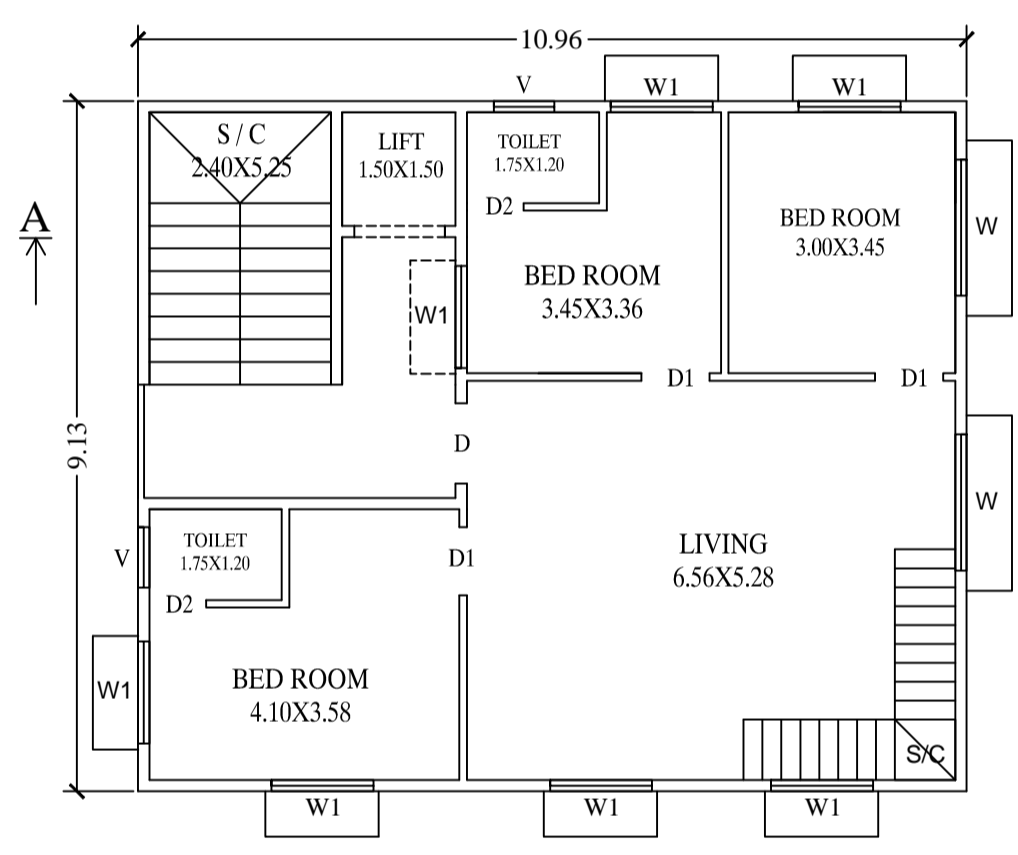 10.96
V
W1
W1
S / C
2.40X5.25
LIFT
1.50X1.50
TOILET
1.75X1.20
D2
BED ROOM
3.00X3.45
W
A
BED ROOM
3.45X3.36
W1
D1
D1
9.13
D
W
V
TOILET
1.75X1.20
D1
LIVING
6.56X5.28
D2
BED ROOM
4.10X3.58
W1
S/C
W1
W1
W1